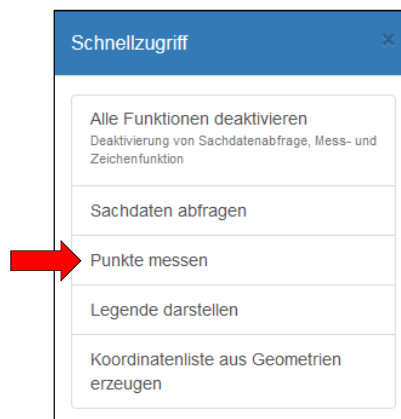 Schnellzugriff ×
Alle Funktionen deaktivieren
Deaktivierung von Sachdatenabfrage, Mess- und
Zeichenfunktion
Sachdaten abfragen
Punkte messen
Legende darstellen
Koordinatenliste aus Geometrien
erzeugen